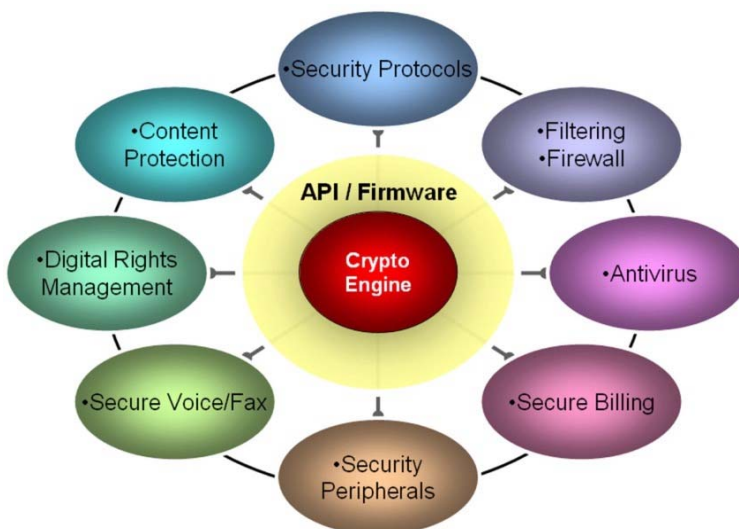 •Security Protocols
•Content
Protection
•Filtering
•Firewall
API / Firmware
•Digital Rights
Management
Crypto
Engine
•Antivirus
•Secure Voice/Fax
•Secure Billing
•Security
Peripherals